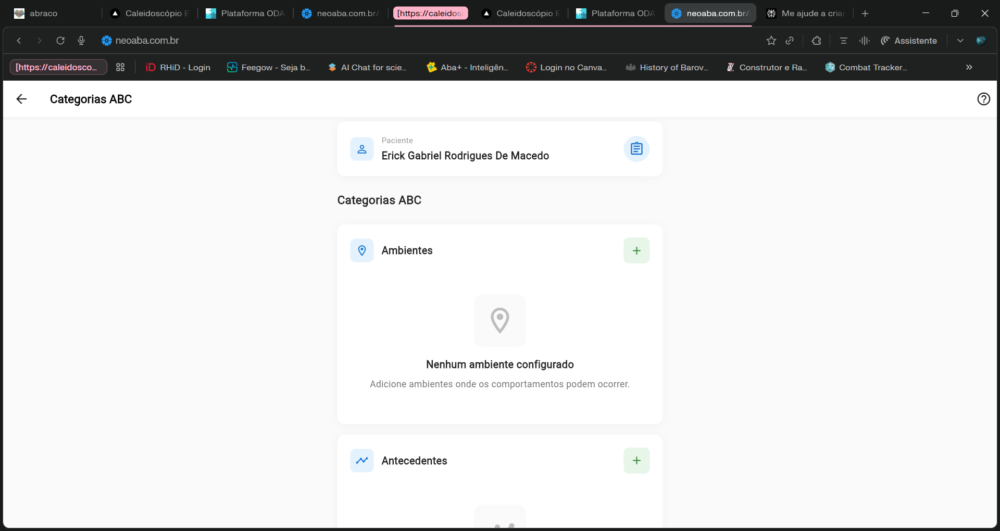 abraco
Caleidoscópio E
Plataforma ODA
neoaba.com.br/
[https://caleidos
Caleidoscópio E
Plataforma ODA
neoaba.com.br/
Me ajude a criar
neoaba.com.br
Assistente
[https://caleidosco...
RHiD - Login
Feegow - Seja b...
AI Chat for scie...
Aba+ - Inteligên...
Login no Canva...
History of Barov...
Construtor e Ra...
Combat Tracker...
Categorias ABC
Paciente
Erick Gabriel Rodrigues De Macedo
Categorias ABC
Ambientes
Nenhum ambiente configurado
Adicione ambientes onde os comportamentos podem ocorrer.
Antecedentes